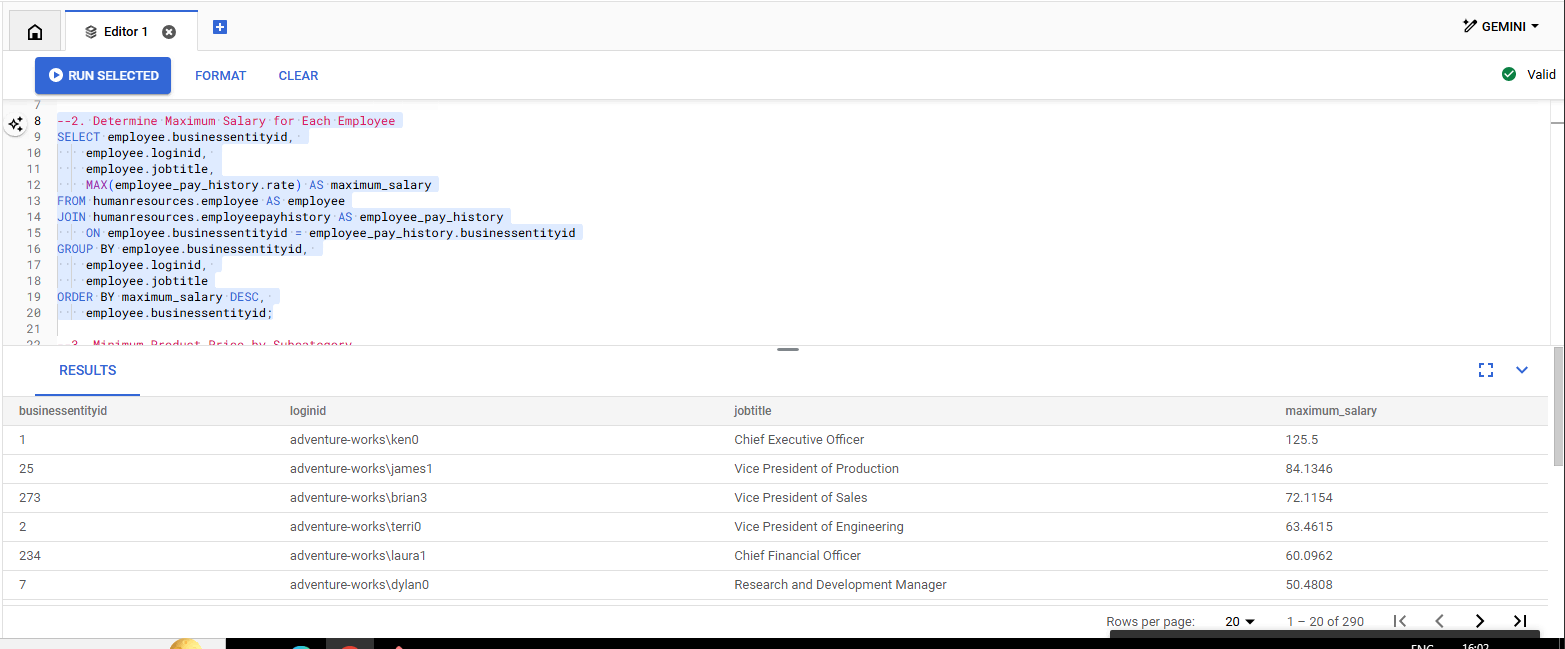 Editor 1
GEMINI
RUN SELECTED FORMAT CLEAR Valid
7
8 --2. Determine Maximum Salary for Each Employee
9 SELECT employee.businessentityid,
10 employee.loginid,
11 employee.jobtitle,
12 MAX(employee_pay_history.rate) AS maximum_salary
13 FROM humanresources.employee AS employee
14 JOIN humanresources.employeepayhistory AS employee_pay_history
15 ON employee.businessentityid = employee_pay_history.businessentityid
16 GROUP BY employee.businessentityid,
17 employee.loginid,
18 employee.jobtitle
19 ORDER BY maximum_salary DESC,
20 employee.businessentityid;
21
22 --3. Minimum Product Price by Subcategory
RESULTS
businessentityid loginid jobtitle maximum_salary
1 adventure-works\ken0 Chief Executive Officer 125.5
25 adventure-works\james1 Vice President of Production 84.1346
273 adventure-works\brian3 Vice President of Sales 72.1154
2 adventure-works\terri0 Vice President of Engineering 63.4615
234 adventure-works\laura1 Chief Financial Officer 60.0962
7 adventure-works\dylan0 Research and Development Manager 50.4808
Rows per page: 20 1 – 20 of 290
ENG 16:02